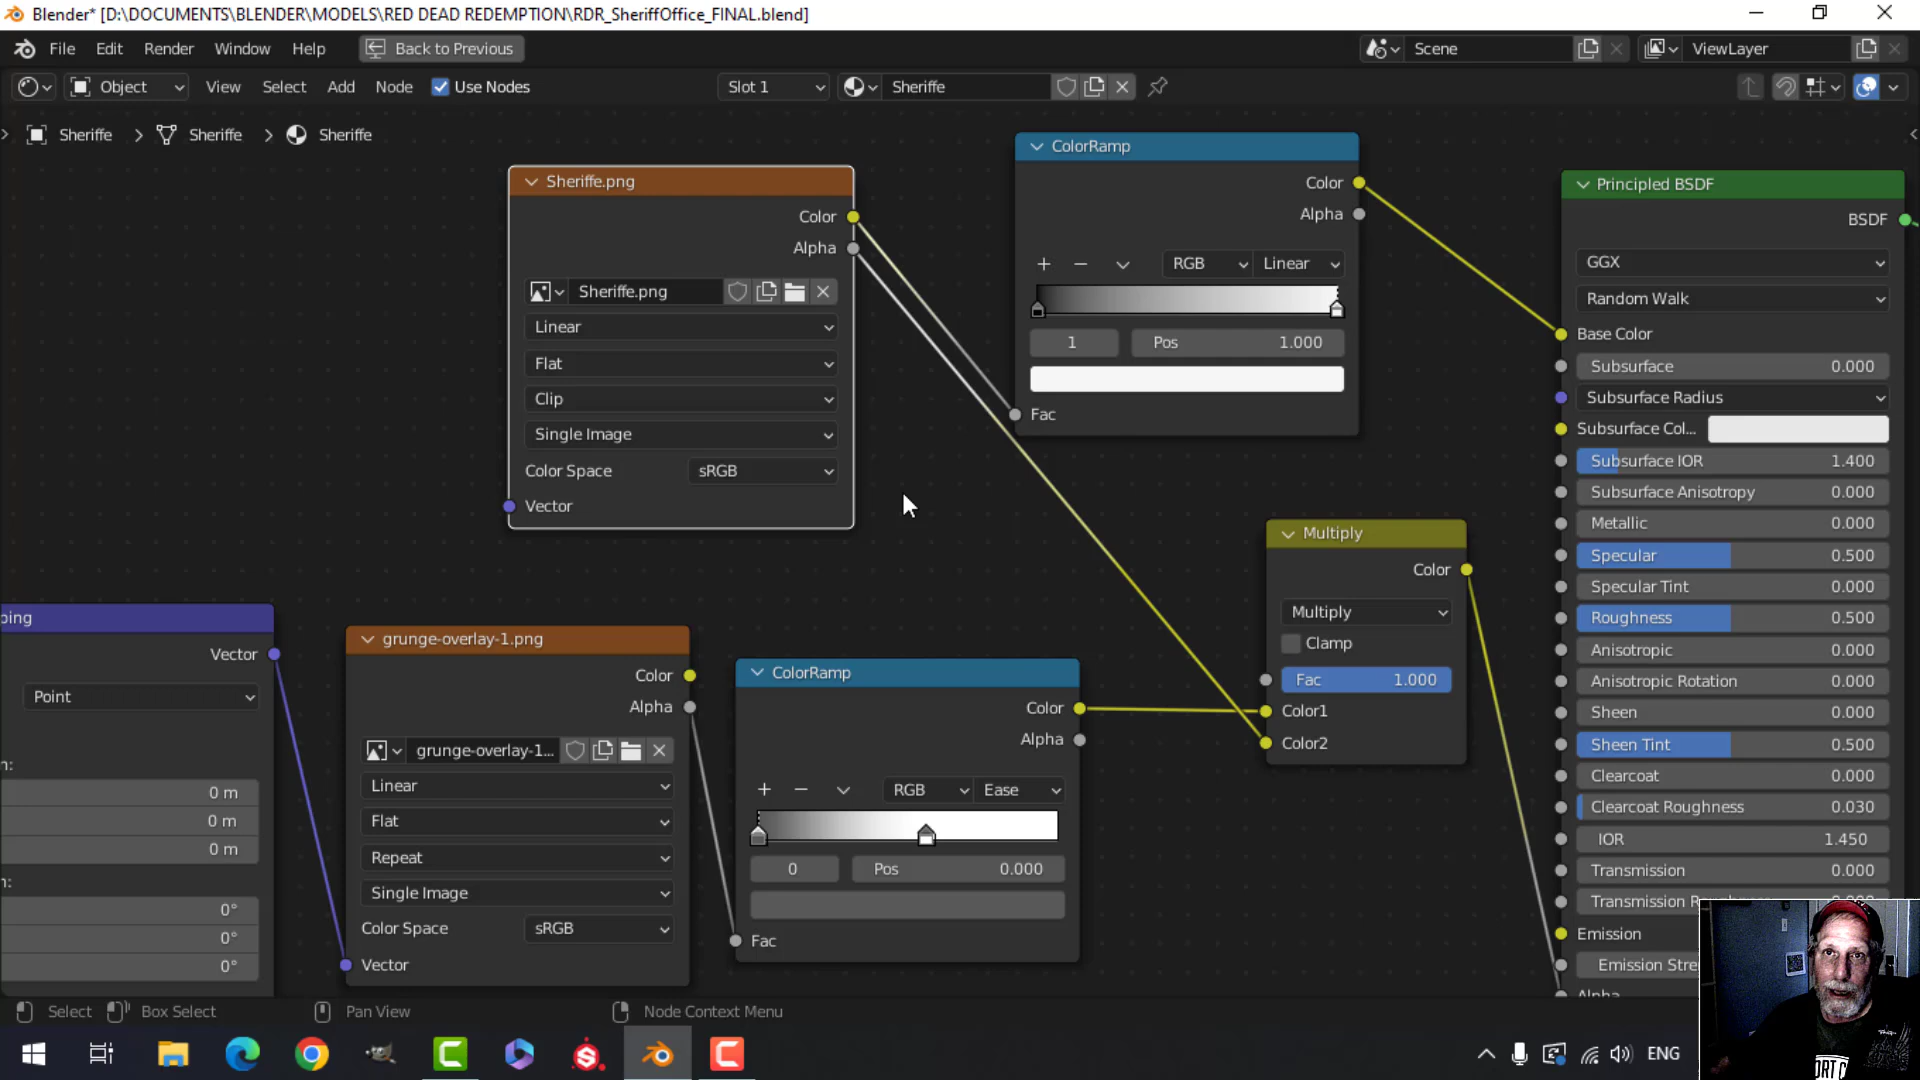 Blender* [D:\DOCUMENTS\BLENDER\MODELS\RED DEAD REDEMPTION\RDR_SheriffOffice_FINAL.blend]
File Edit Render Window Help Back to Previous Scene ViewLayer
Object View Select Add Node Use Nodes Slot 1 Sheriffe
Sheriffe > Sheriffe > Sheriffe
ColorRamp
Color
Alpha
RGB Linear
1 Pos 1.000
Fac
Sheriffe.png
Color
Alpha
Sheriffe.png
Linear
Flat
Clip
Single Image
Color Space sRGB
Vector
Principled BSDF
BSDF
GGX
Random Walk
Base Color
Subsurface 0.000
Subsurface Radius
Subsurface Col...
Subsurface IOR 1.400
Subsurface Anisotropy 0.000
Metallic 0.000
Specular 0.500
Specular Tint 0.000
Roughness 0.500
Anisotropic 0.000
Anisotropic Rotation 0.000
Sheen 0.000
Sheen Tint 0.500
Clearcoat 0.000
Clearcoat Roughness 0.030
IOR 1.450
Transmission 0.000
Transmission
Emission
Emission
Alpha
Multiply
Color
Multiply
Clamp
Fac 1.000
Color1
Color2
Vector
Point
0 m
0 m
0 m
0°
0°
0°
grunge-overlay-1.png
Color
Alpha
grunge-overlay-1...
Linear
Flat
Repeat
Single Image
Color Space sRGB
Vector
ColorRamp
Color
Alpha
RGB Ease
0 Pos 0.000
Fac
Select Box Select Pan View Node Context Menu
ENG